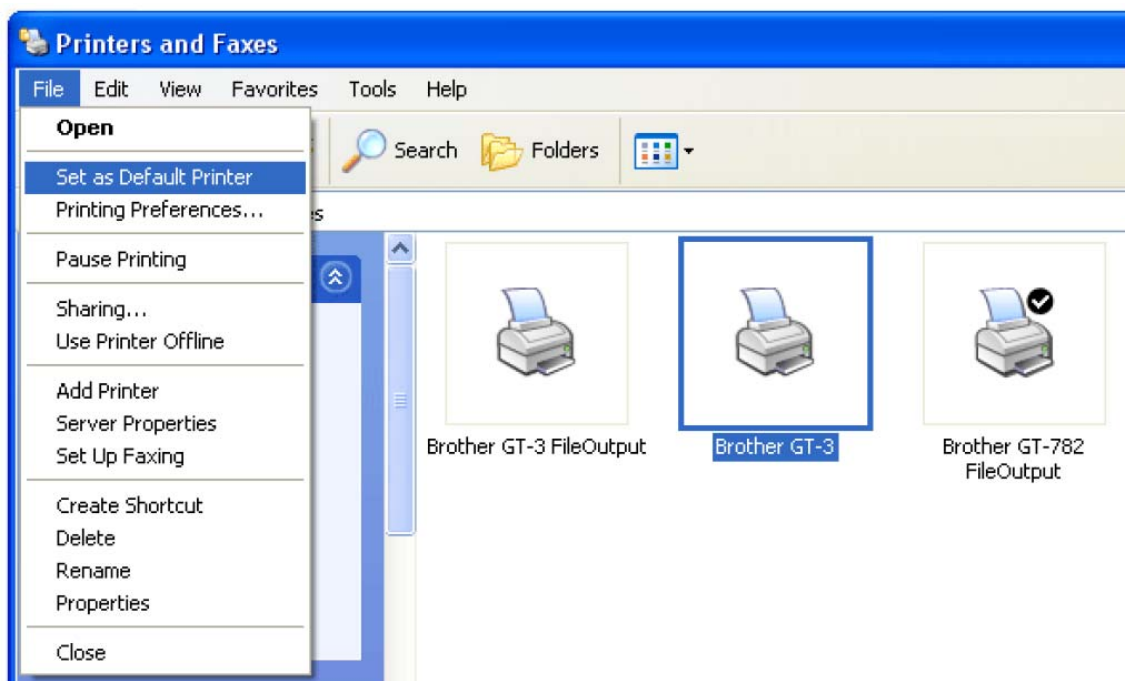 Printers and Faxes
File Edit View Favorites Tools Help
Open
Search Folders
Set as Default Printer
Printing Preferences...
es
Pause Printing
Sharing...
Use Printer Offline
Add Printer
Server Properties
Set Up Faxing
Create Shortcut
Delete
Rename
Properties
Close
Brother GT-3 FileOutput
Brother GT-3
Brother GT-782
FileOutput